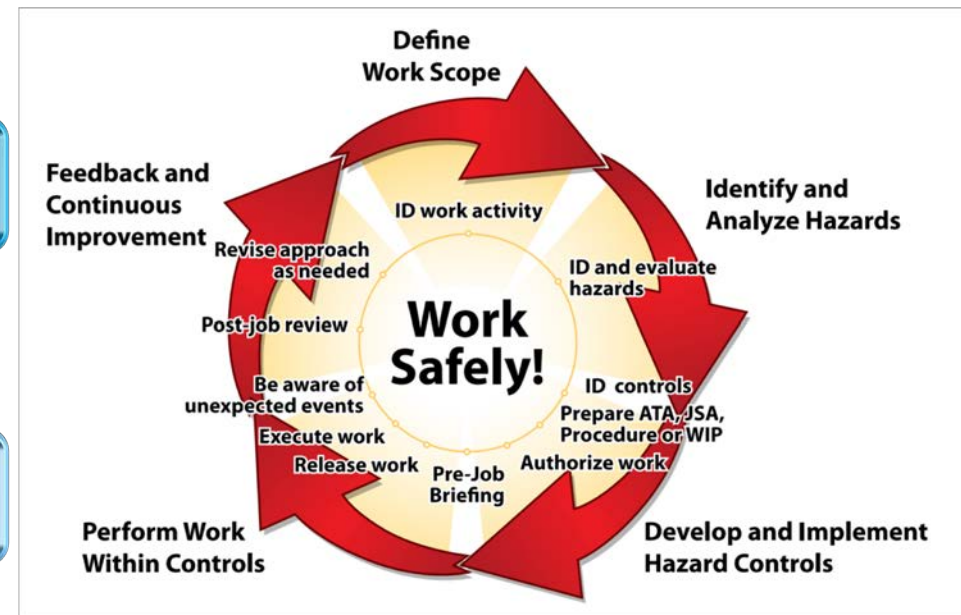 Define
Work Scope
Identify and
Analyze Hazards
Develop and Implement
Hazard Controls
Perform Work
Within Controls
Feedback and
Continuous
Improvement
ID work activity
ID and evaluate
hazards
ID controls
Prepare ATA, JSA,
Procedure or WIP
Authorize work
Pre-Job
Briefing
Release work
Execute work
Be aware of
unexpected events
Post-job review
Revise approach
as needed
Work
Safely!